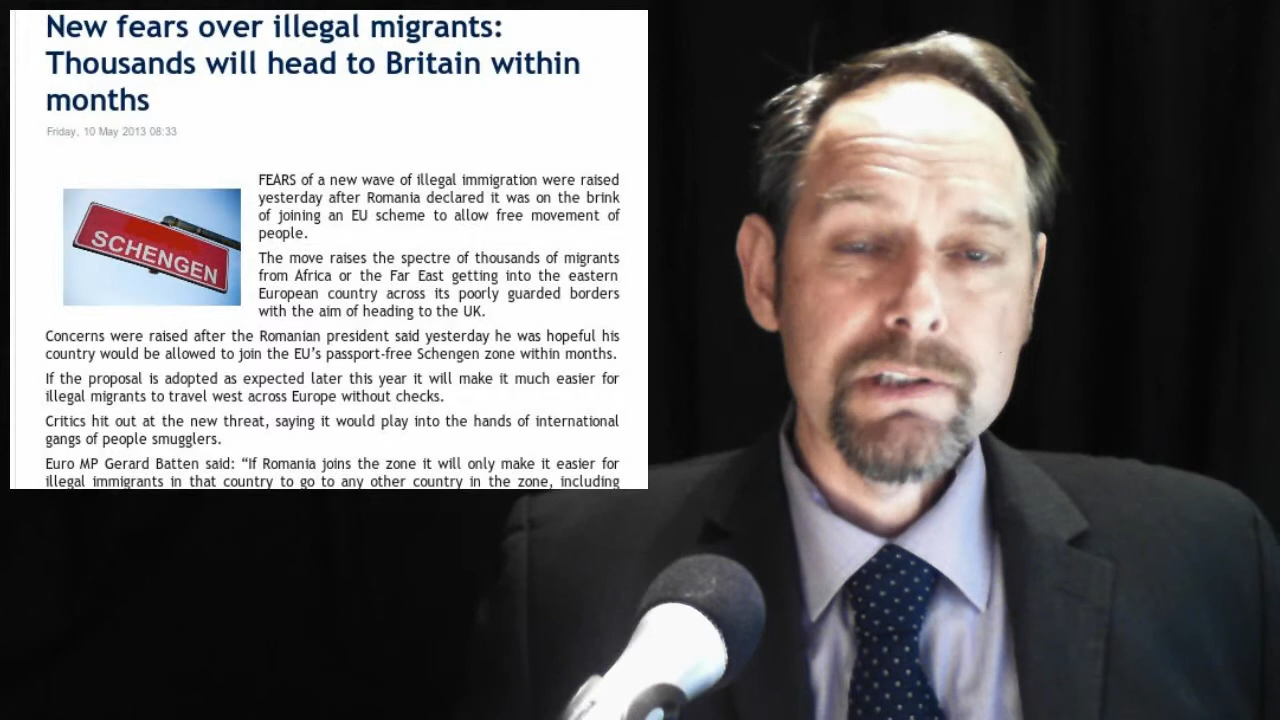 New fears over illegal migrants:
Thousands will head to Britain within
months
Friday, 10 May 2013 08:33
SCHENGEN
FEARS of a new wave of illegal immigration were raised
yesterday after Romania declared it was on the brink
of joining an EU scheme to allow free movement of
people.
The move raises the spectre of thousands of migrants
from Africa or the Far East getting into the eastern
European country across its poorly guarded borders
with the aim of heading to the UK.
Concerns were raised after the Romanian president said yesterday he was hopeful his
country would be allowed to join the EU’s passport-free Schengen zone within months.
If the proposal is adopted as expected later this year it will make it much easier for
illegal migrants to travel west across Europe without checks.
Critics hit out at the new threat, saying it would play into the hands of international
gangs of people smugglers.
Euro MP Gerard Batten said: “If Romania joins the zone it will only make it easier for
illegal immigrants in that country to go to any other country in the zone, including